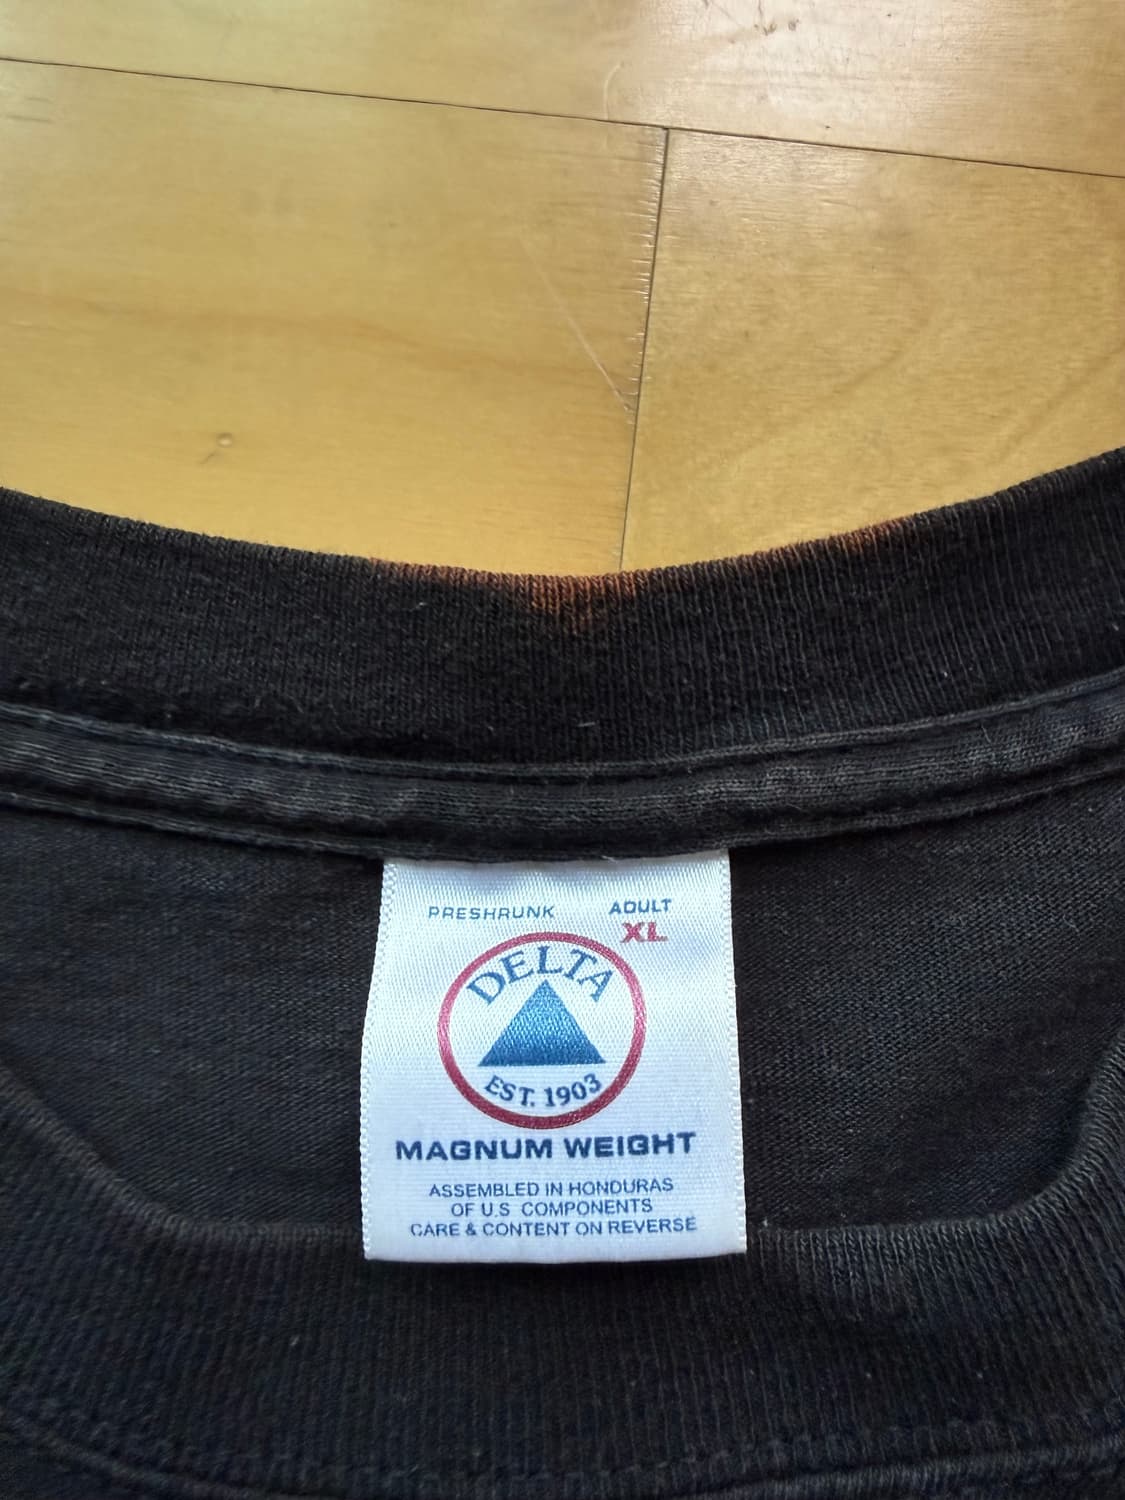 PRESHRUNK
ADULT
XL
DELTA
EST. 1903
MAGNUM WEIGHT
ASSEMBLED IN HONDURAS
OF U.S COMPONENTS
CARE & CONTENT ON REVERSE